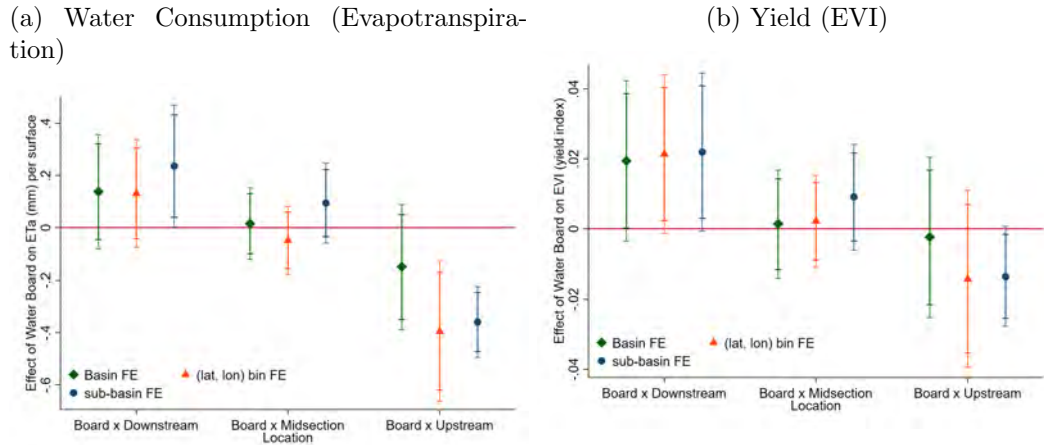 (a) Water Consumption (Evapotranspira-
tion)
Effect of Water Board on ETa (mm) per surface
.4
.2
0
-.2
-.4
-.6
Basin FE
(lat, lon) bin FE
sub-basin FE
Board x Downstream
Board x Midsection
Board x Upstream
Location
(b) Yield (EVI)
Effect of Water Board on EVI (yield index)
.04
.02
0
-0.02
-.04
Basin FE
(lat, lon) bin FE
sub-basin FE
Board x Downstream
Board x Midsection
Board x Upstream
Location